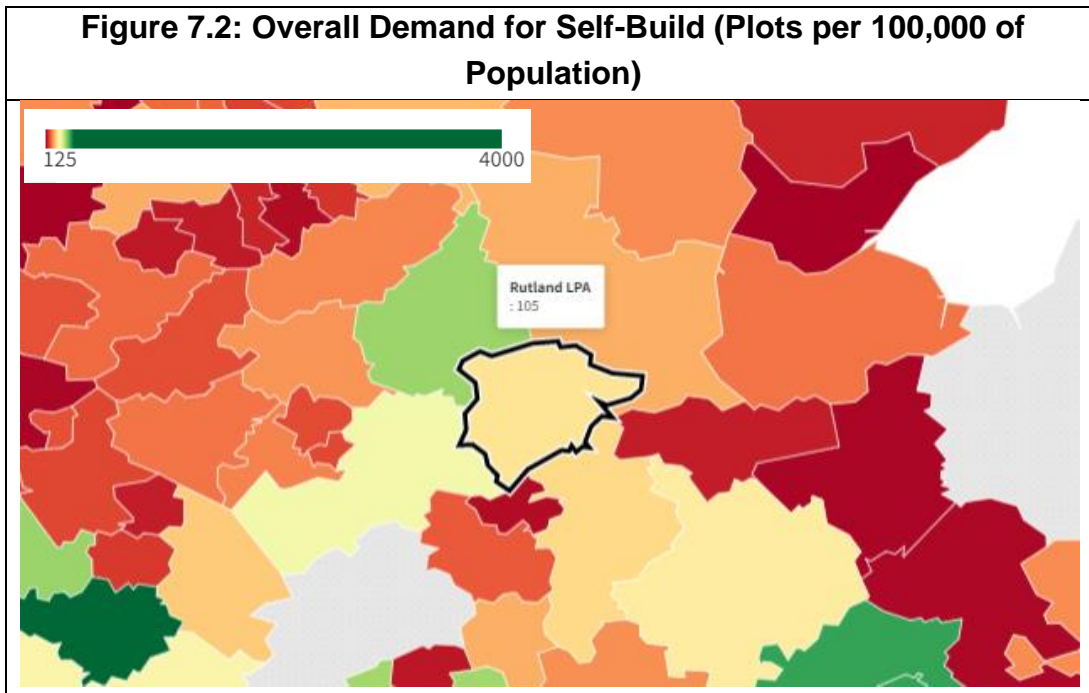 Figure 7.2: Overall Demand for Self-Build (Plots per 100,000 of
Population)
125 4000
Rutland LPA
: 105